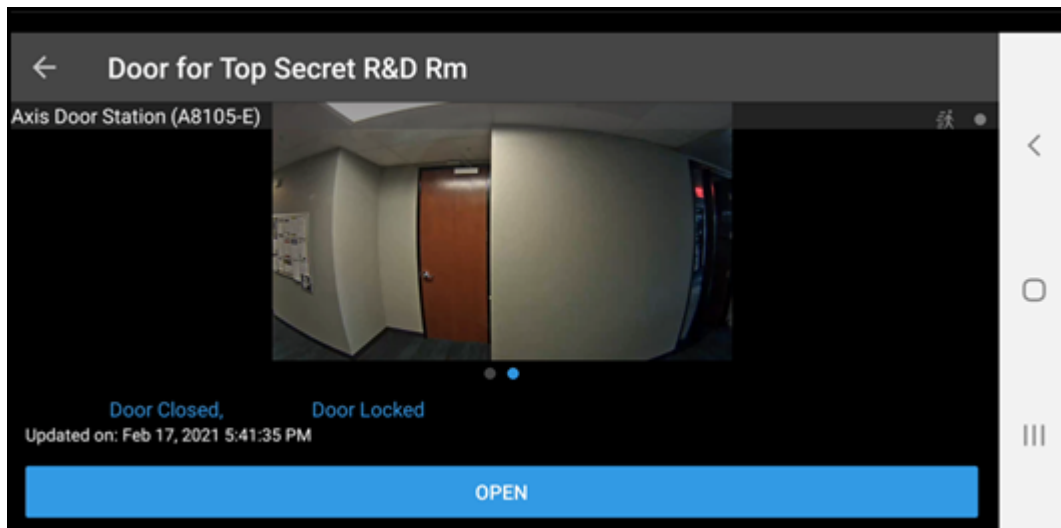 Door for Top Secret R&D Rm
Axis Door Station (A8105-E)
Door Closed, Door Locked
Updated on: Feb 17, 2021 5:41:35 PM
OPEN